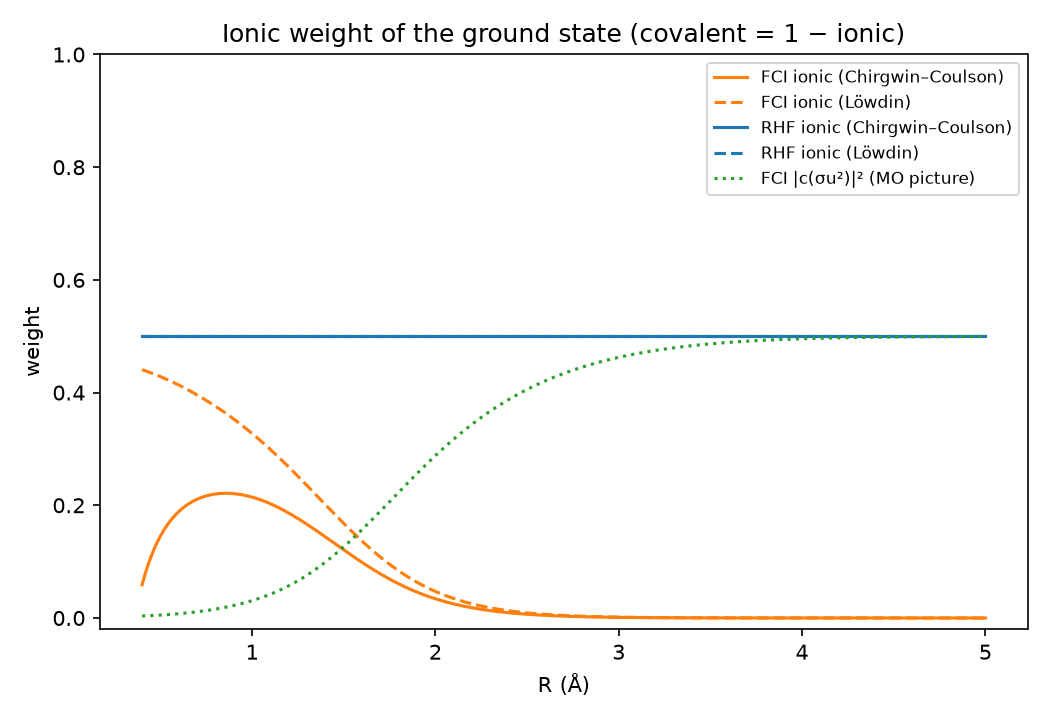 Ionic weight of the ground state (covalent = 1 − ionic)
FCI ionic (Chirgwin–Coulson)
FCI ionic (Löwdin)
RHF ionic (Chirgwin–Coulson)
RHF ionic (Löwdin)
FCI |c(σu²)|² (MO picture)
weight
1.0
0.8
0.6
0.4
0.2
0.0
1 2 3 4 5
R (Å)